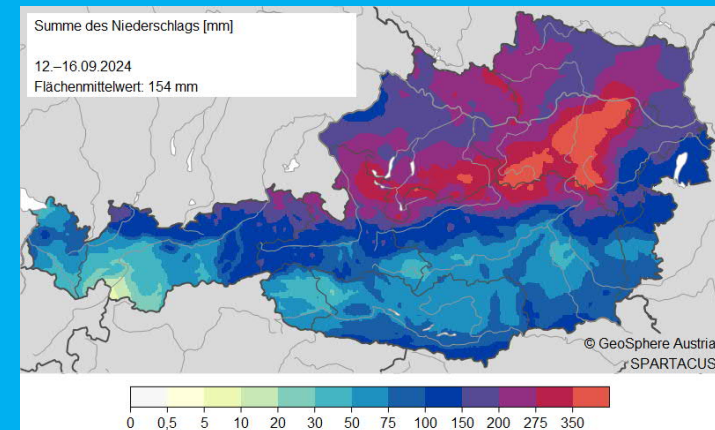 Summe des Niederschlags [mm]
12.–16.09.2024
Flächenmittelwert: 154 mm
© GeoSphere Austria
SPARTACUS
0 0,5 5 10 20 30 50 75 100 150 200 275 350